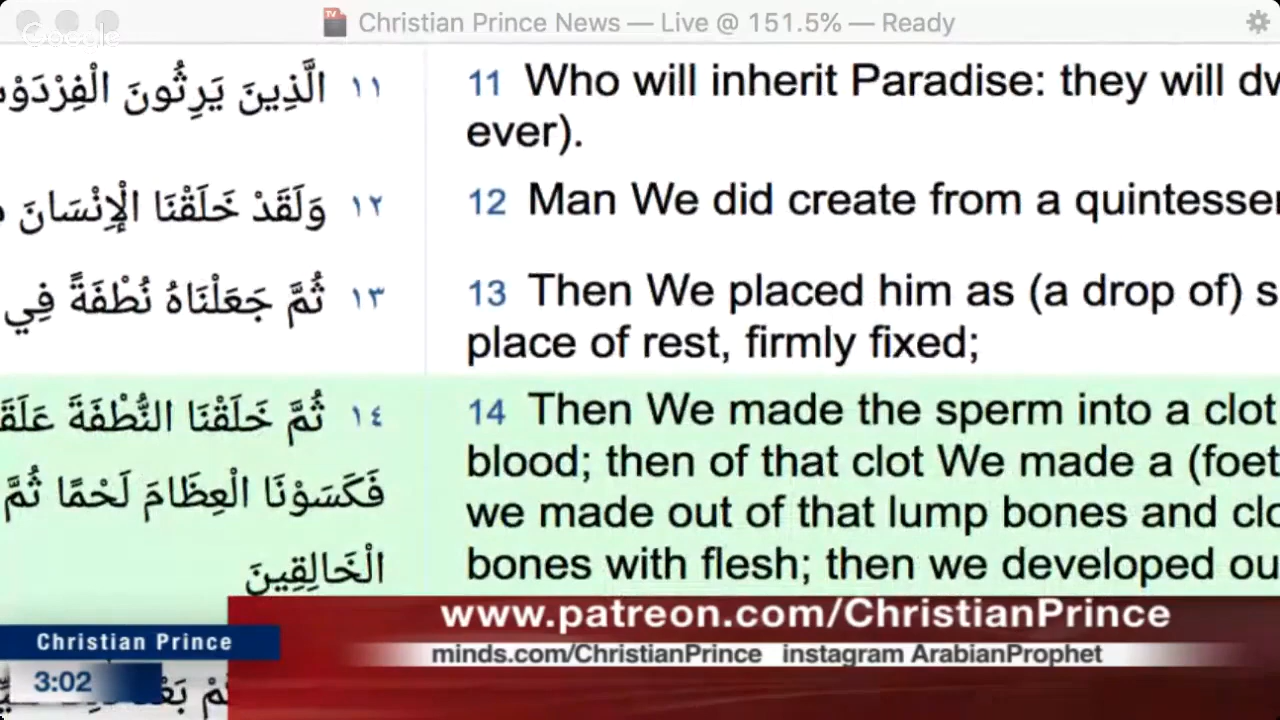 Christian Prince News — Live @ 151.5% — Ready
Google
الَّذِينَ يَرِثُونَ ١١
11 Who will inherit Paradise: they will
ever).
وَلَقَدْ خَلَقْنَا الْإِنْسَانَ ١٢
12 Man We did create from a
ثُمَّ جَعَلْنَاهُ نُطْفَةً فِي ١٣
13 Then We placed him as (a drop of)
place of rest, firmly fixed;
ثُمَّ خَلَقْنَا النُّطْفَةَ ١٤
14 Then We made the sperm into a clot
فَكَسَوْنَا الْعِظَامَ لَحْمًا ثُمَّ
blood; then of that clot We made a
we made out of that lump bones and
الْخَالِقِينَ
bones with flesh; then we developed
www.patreon.com/ChristianPrince
Christian Prince
minds.com/ChristianPrince instagram ArabianProphet
3:02